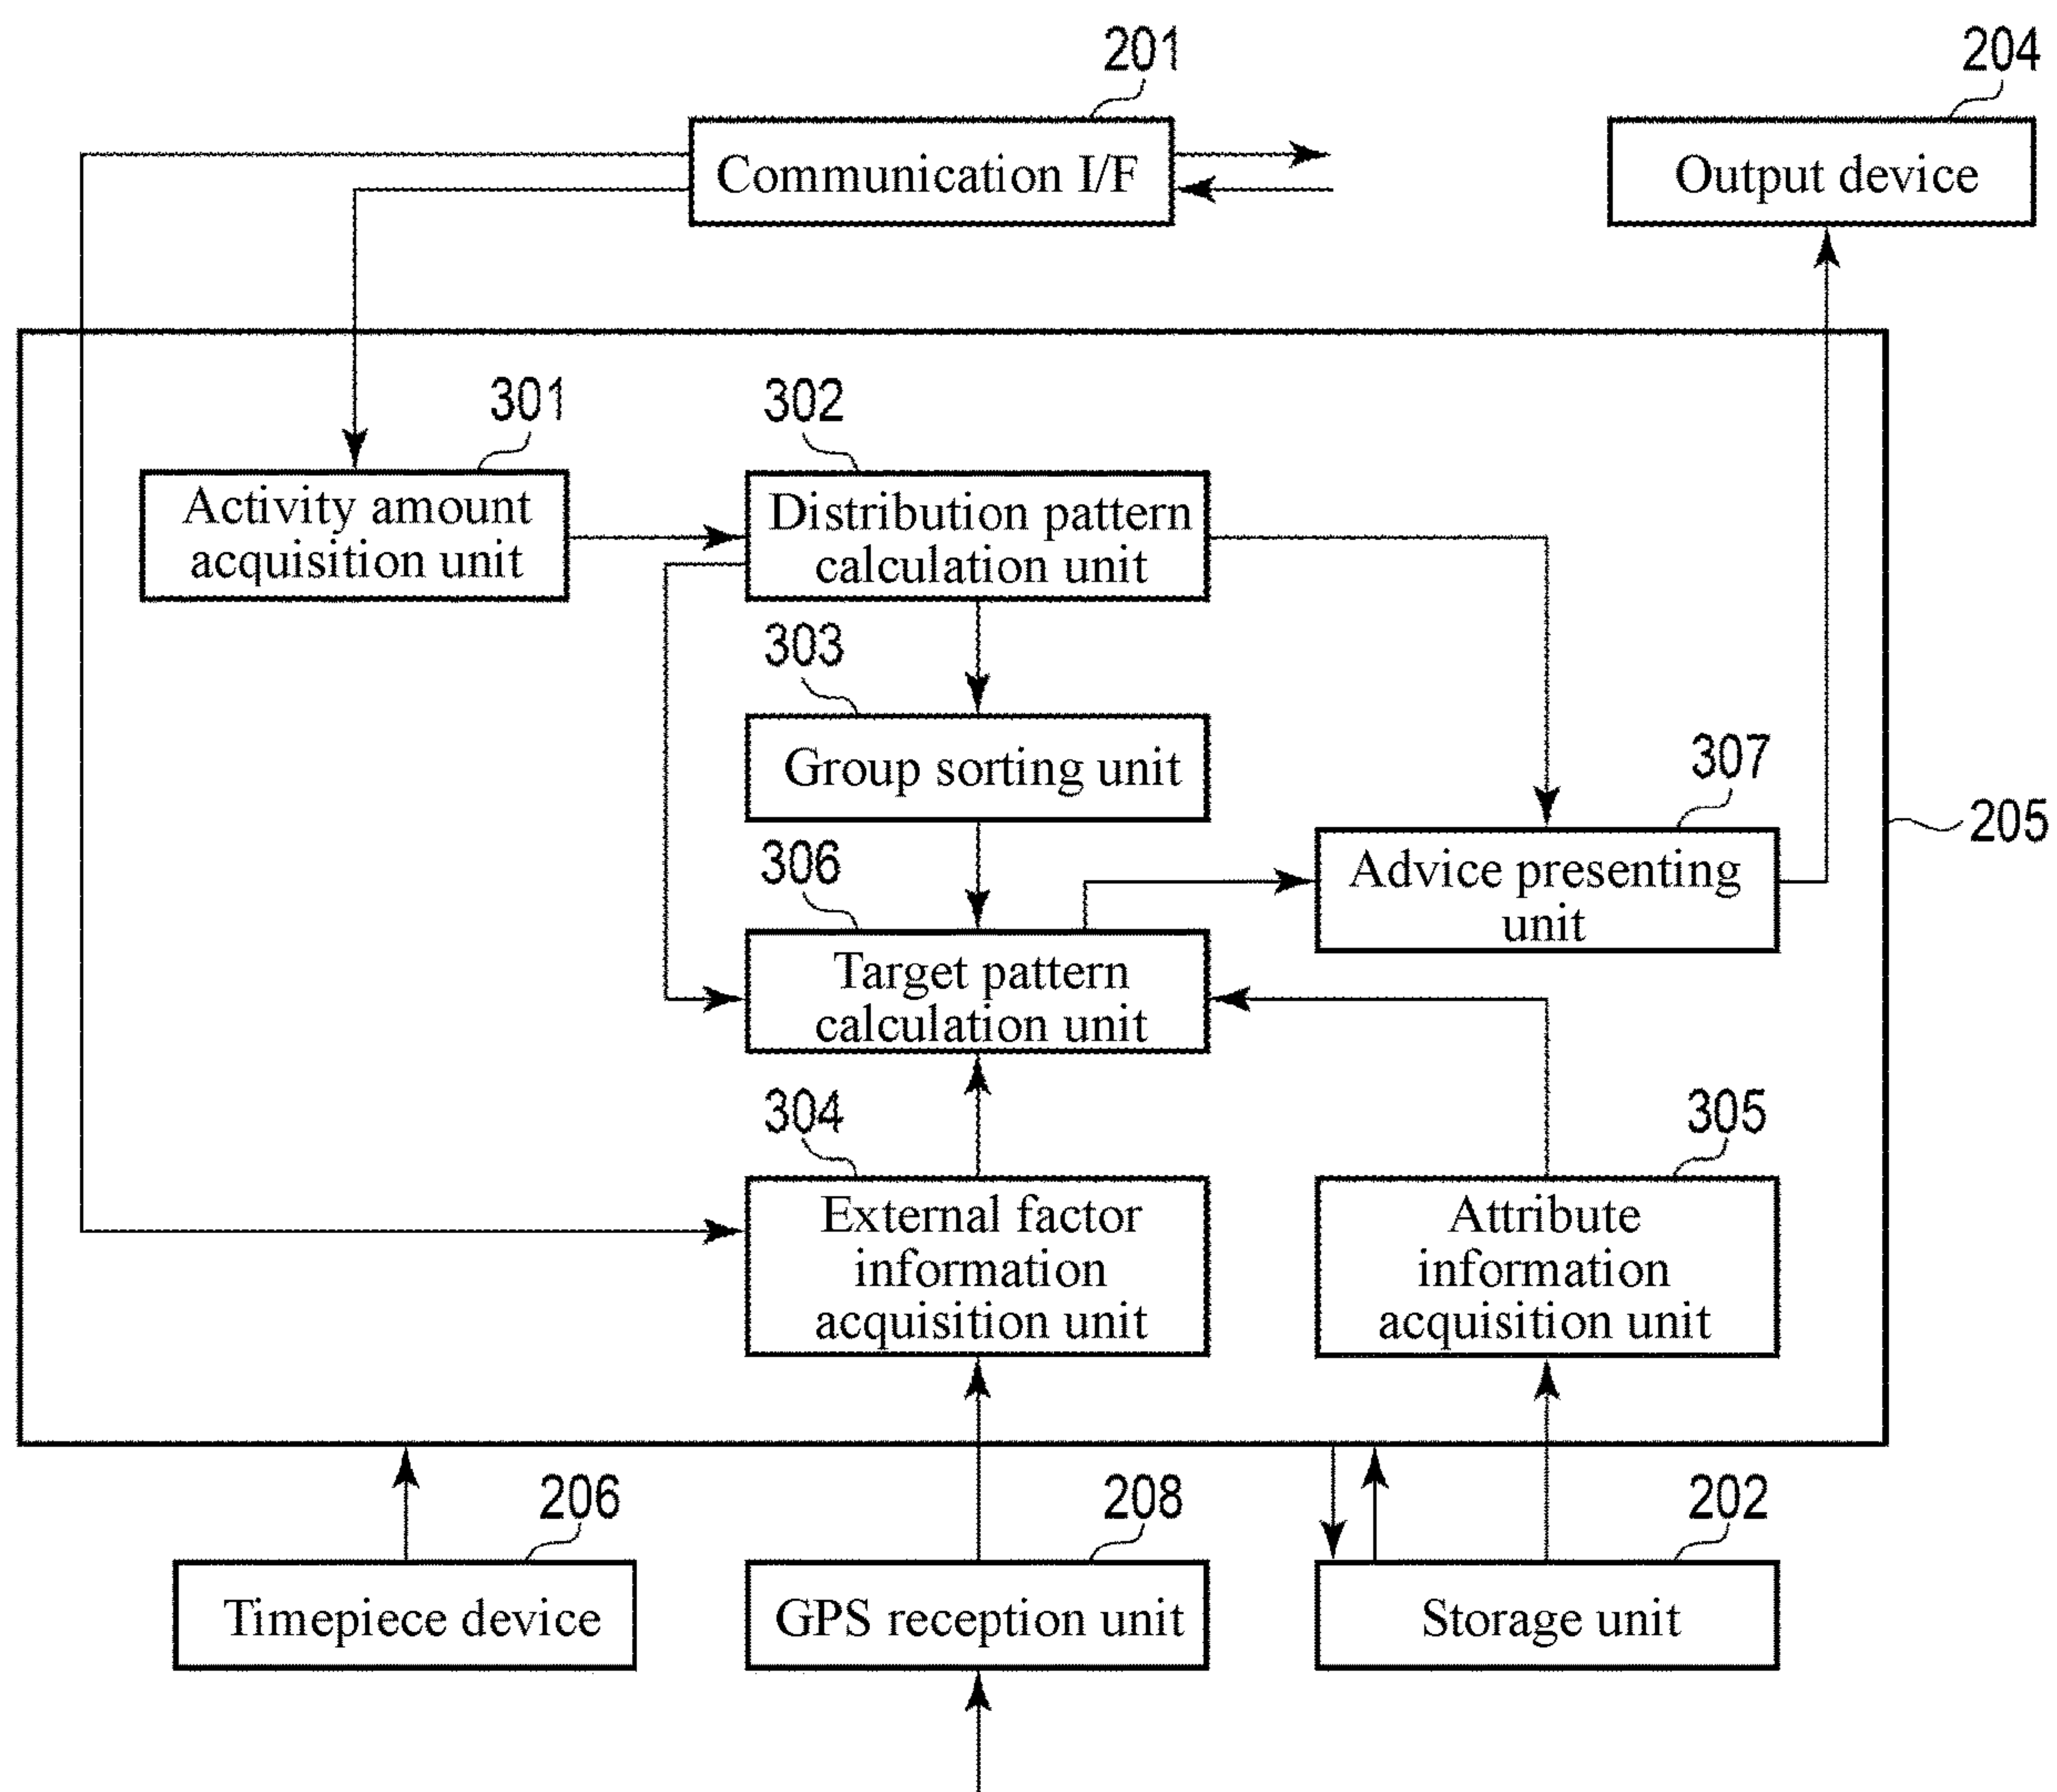 201
204
Communication I/F
Output device
301
302
Activity amount
acquisition unit
Distribution pattern
calculation unit
303
Group sorting unit
307
205
306
Advice presenting
unit
Target pattern
calculation unit
304
305
External factor
information
acquisition unit
Attribute
information
acquisition unit
206
208
202
Timepiece device
GPS reception unit
Storage unit